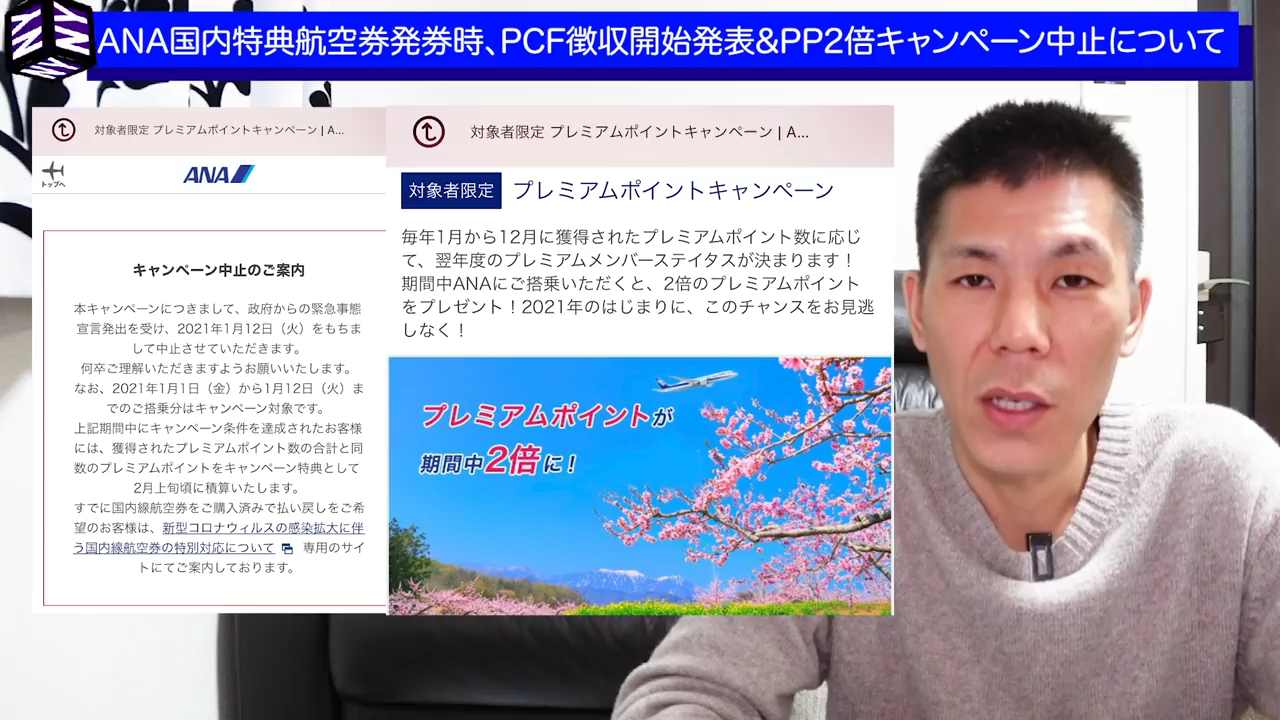 ANA国内特典航空券発券時、PCF徴収開始発表&PP2倍キャンペーン中止について
対象者限定 プレミアムポイントキャンペーン | A...
トップへ
ANA
キャンペーン中止のご案内
本キャンペーンにつきまして、政府からの緊急事態
宣言発出を受け、2021年1月12日（火）をもちま
して中止させていただきます。
何卒ご理解いただきますようお願いいたします。
なお、2021年1月1日（金）から1月12日（火）ま
でのご搭乗分はキャンペーン対象です。
上記期間中にキャンペーン条件を達成されたお客様
には、獲得されたプレミアムポイント数の合計と同
数のプレミアムポイントをキャンペーン特典として
2月上旬頃に積算いたします。
すでに国内線航空券をご購入済みで払い戻しをご希
望のお客様は、新型コロナウィルスの感染拡大に伴
う国内線航空券の特別対応について 専用のサイ
トにてご案内しております。
対象者限定 プレミアムポイントキャンペーン | A...
対象者限定 プレミアムポイントキャンペーン
毎年1月から12月に獲得されたプレミアムポイント数に応じ
て、翌年度のプレミアムメンバーステイタスが決まります！
期間中ANAにご搭乗いただくと、2倍のプレミアムポイント
をプレゼント！2021年のはじまりに、このチャンスをお見逃
しなく！
プレミアムポイントが
期間中2倍に！